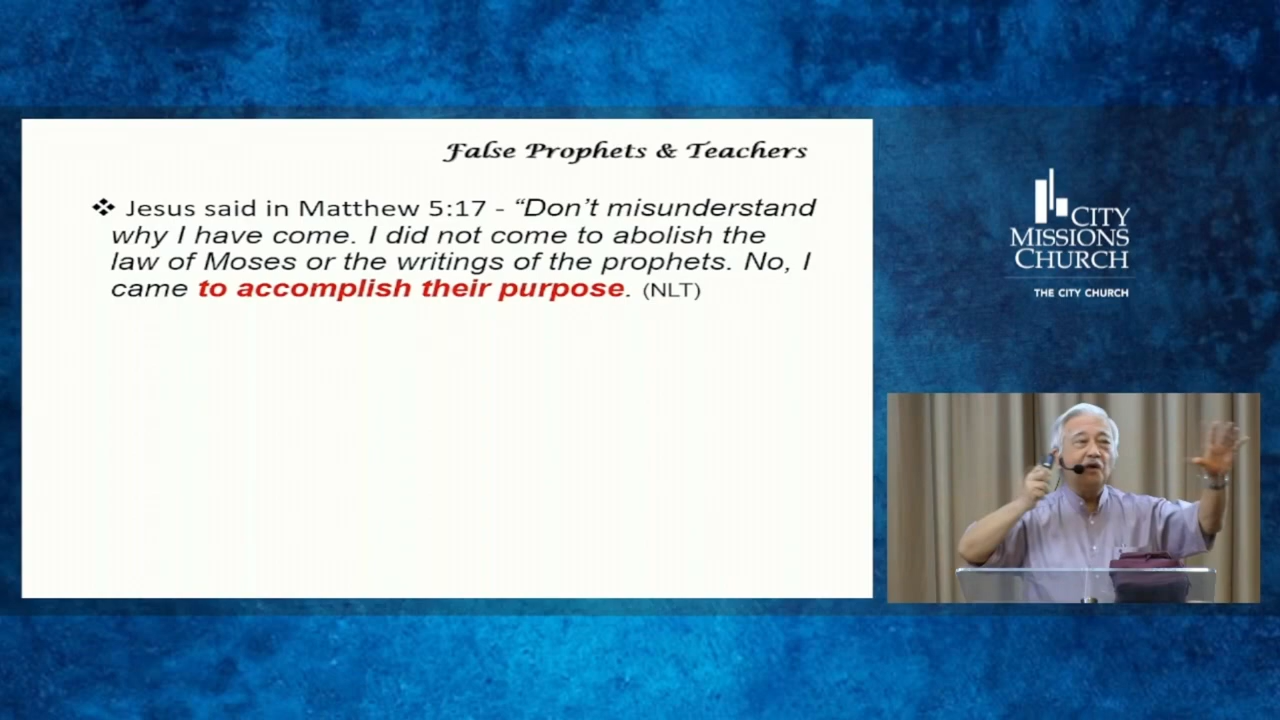 False Prophets & Teachers
❖ Jesus said in Matthew 5:17 - “Don’t misunderstand
why I have come. I did not come to abolish the
law of Moses or the writings of the prophets. No, I
came to accomplish their purpose. (NLT)
CITY
MISSIONS
CHURCH
THE CITY CHURCH